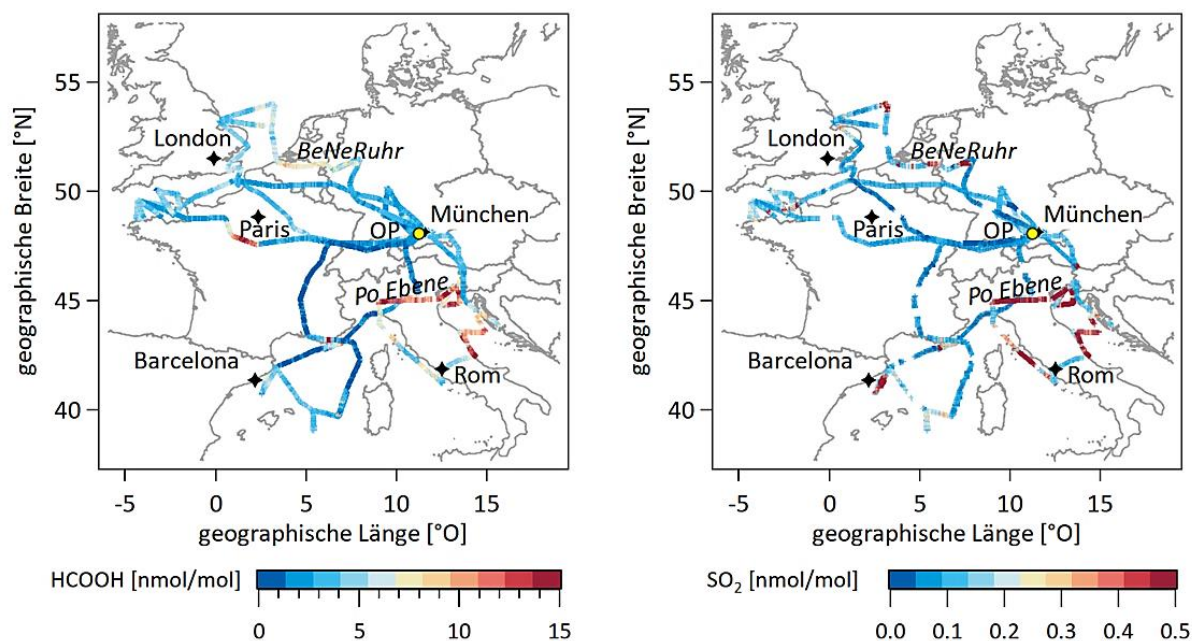 55
50
45
40
geographische Breite [°N]
London
BeNeRuhr
Paris
OP
München
Po Ebene
Barcelona
Rom
-5 0 5 10 15
geographische Länge [°O]
HCOOH [nmol/mol]
0 5 10 15
55
50
45
40
geographische Breite [°N]
London
BeNeRuhr
Paris
OP
München
Po Ebene
Barcelona
Rom
-5 0 5 10 15
geographische Länge [°O]
SO₂ [nmol/mol]
0.0 0.1 0.2 0.3 0.4 0.5